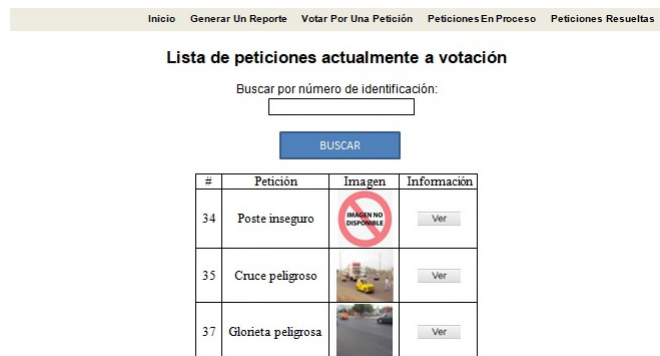 Inicio Generar Un Reporte Votar Por Una Petición Peticiones En Proceso Peticiones Resueltas
Lista de peticiones actualmente a votación
Buscar por número de identificación:
BUSCAR
# Petición Imagen Información
34 Poste inseguro IMAGEN NO DISPONIBLE Ver
35 Cruce peligroso Ver
37 Glorieta peligrosa Ver